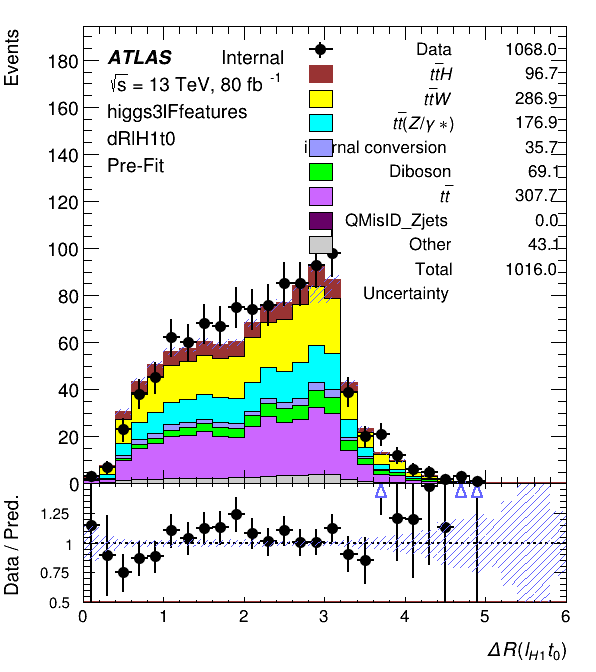 Events
ATLAS Internal
√s = 13 TeV, 80 fb⁻¹
higgs3lFfeatures
dRlH1t0
Pre-Fit
Data 1068.0
tt̄H 96.7
tt̄W 286.9
tt̄(Z/γ*) 176.9
internal conversion 35.7
Diboson 69.1
tt̄ 307.7
QMisID_Zjets 0.0
Other 43.1
Total 1016.0
Uncertainty
180
160
140
120
100
80
60
40
20
0
Data / Pred.
1.25
1
0.75
0.5
0 1 2 3 4 5 6
ΔR(l_{H1}t_0)